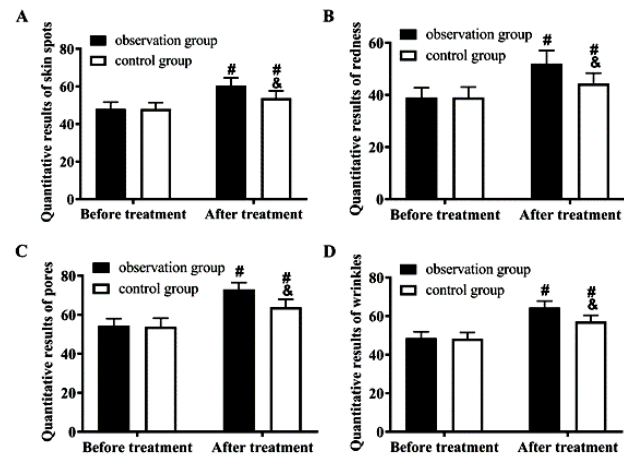 A
Quantitative results of skin spots
80
60
40
20
0
observation group
control group
#
#
&
Before treatment
After treatment
B
Quantitative results of redness
60
40
20
0
observation group
control group
#
#
&
Before treatment
After treatment
C
Quantitative results of pores
80
60
40
20
0
observation group
control group
#
#
&
Before treatment
After treatment
D
Quantitative results of wrinkles
80
60
40
20
0
observation group
control group
#
#
&
Before treatment
After treatment